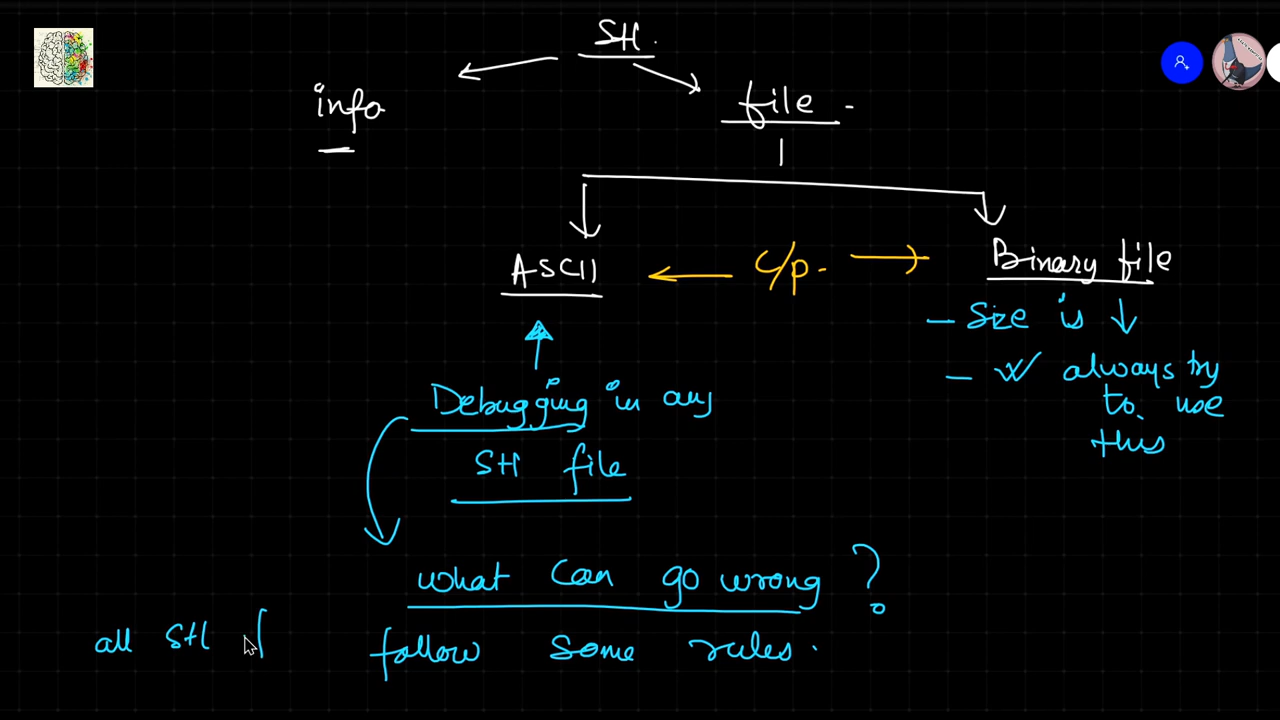 Stl.
info
file -
ASCII
C/p.
Binary file
- Size is ↓
- always try
to use
this
Debugging in any
Stl file
what can go wrong ?
all Stl
follow some rules.